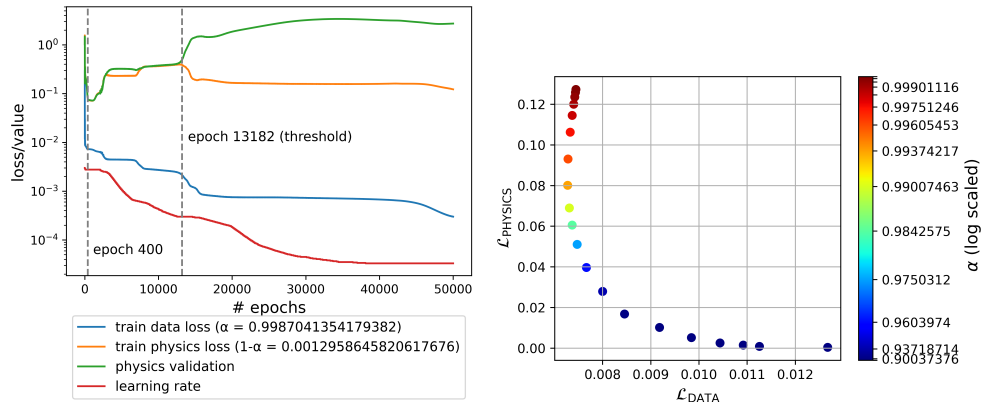 loss/value
10⁰
10⁻¹
10⁻²
10⁻³
10⁻⁴
epoch 13182 (threshold)
epoch 400
0 10000 20000 30000 40000 50000
# epochs
train data loss (α = 0.9987041354179382)
train physics loss (1-α = 0.0012958645820617676)
physics validation
learning rate
ℒPHYSICS
0.12
0.10
0.08
0.06
0.04
0.02
0.00
0.008 0.009 0.010 0.011 0.012
ℒDATA
0.999901116
0.99751246
0.99605453
0.99374217
0.99007463
0.9842575
0.9750312
0.9603974
0.93718714
0.90037376
α (log scaled)